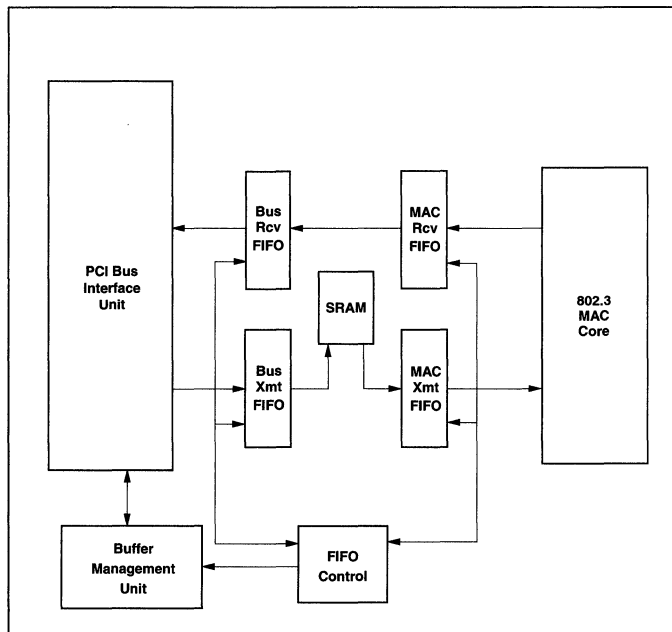 PCI Bus
Interface
Unit
Bus
Rcv
FIFO
MAC
Rcv
FIFO
802.3
MAC
Core
SRAM
Bus
Xmt
FIFO
MAC
Xmt
FIFO
Buffer
Management
Unit
FIFO
Control